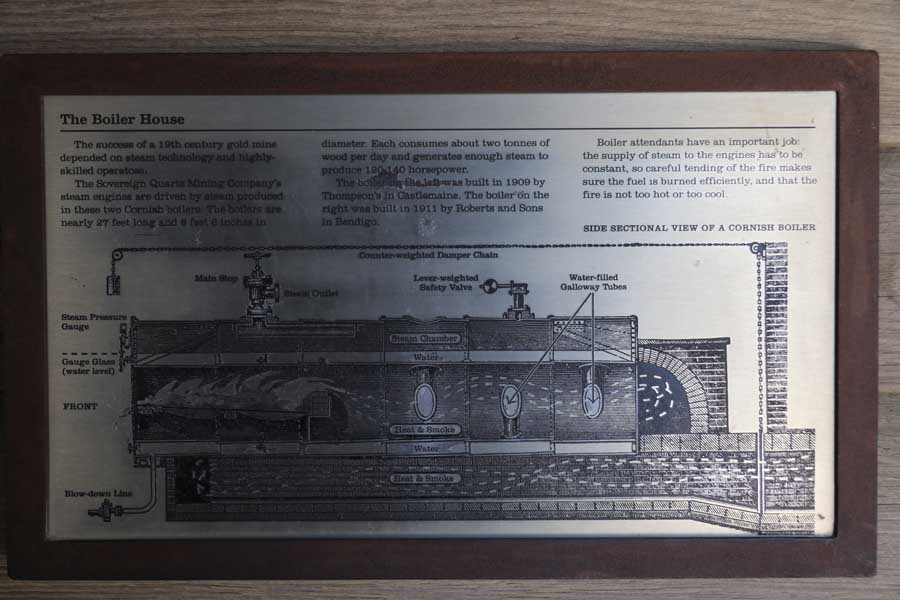 The Boiler House
The success of a 19th century gold mine
depended on steam technology and highly-
skilled operators.
The Sovereign Quartz Mining Company's
steam engines are driven by steam produced
in these two Cornish boilers. The boilers are
nearly 27 feet long and 6 feet 6 inches in
diameter. Each consumes about two tonnes of
wood per day and generates enough steam to
produce 120-140 horsepower.
The boiler on the left was built in 1909 by
Thompson's in Castlemaine. The boiler on the
right was built in 1911 by Roberts and Sons
in Bendigo.
Boiler attendants have an important job:
the supply of steam to the engines has to be
constant, so careful tending of the fire makes
sure the fuel is burned efficiently, and that the
fire is not too hot or too cool.
SIDE SECTIONAL VIEW OF A CORNISH BOILER
Counter-weighted Damper Chain
Main Stop
Steam Outlet
Lever-weighted
Safety Valve
Water-filled
Galloway Tubes
Steam Pressure
Gauge
Steam Chamber
Water
Gauge Glass
(water level)
FRONT
Heat & Smoke
Water
Heat & Smoke
Blow-down Line